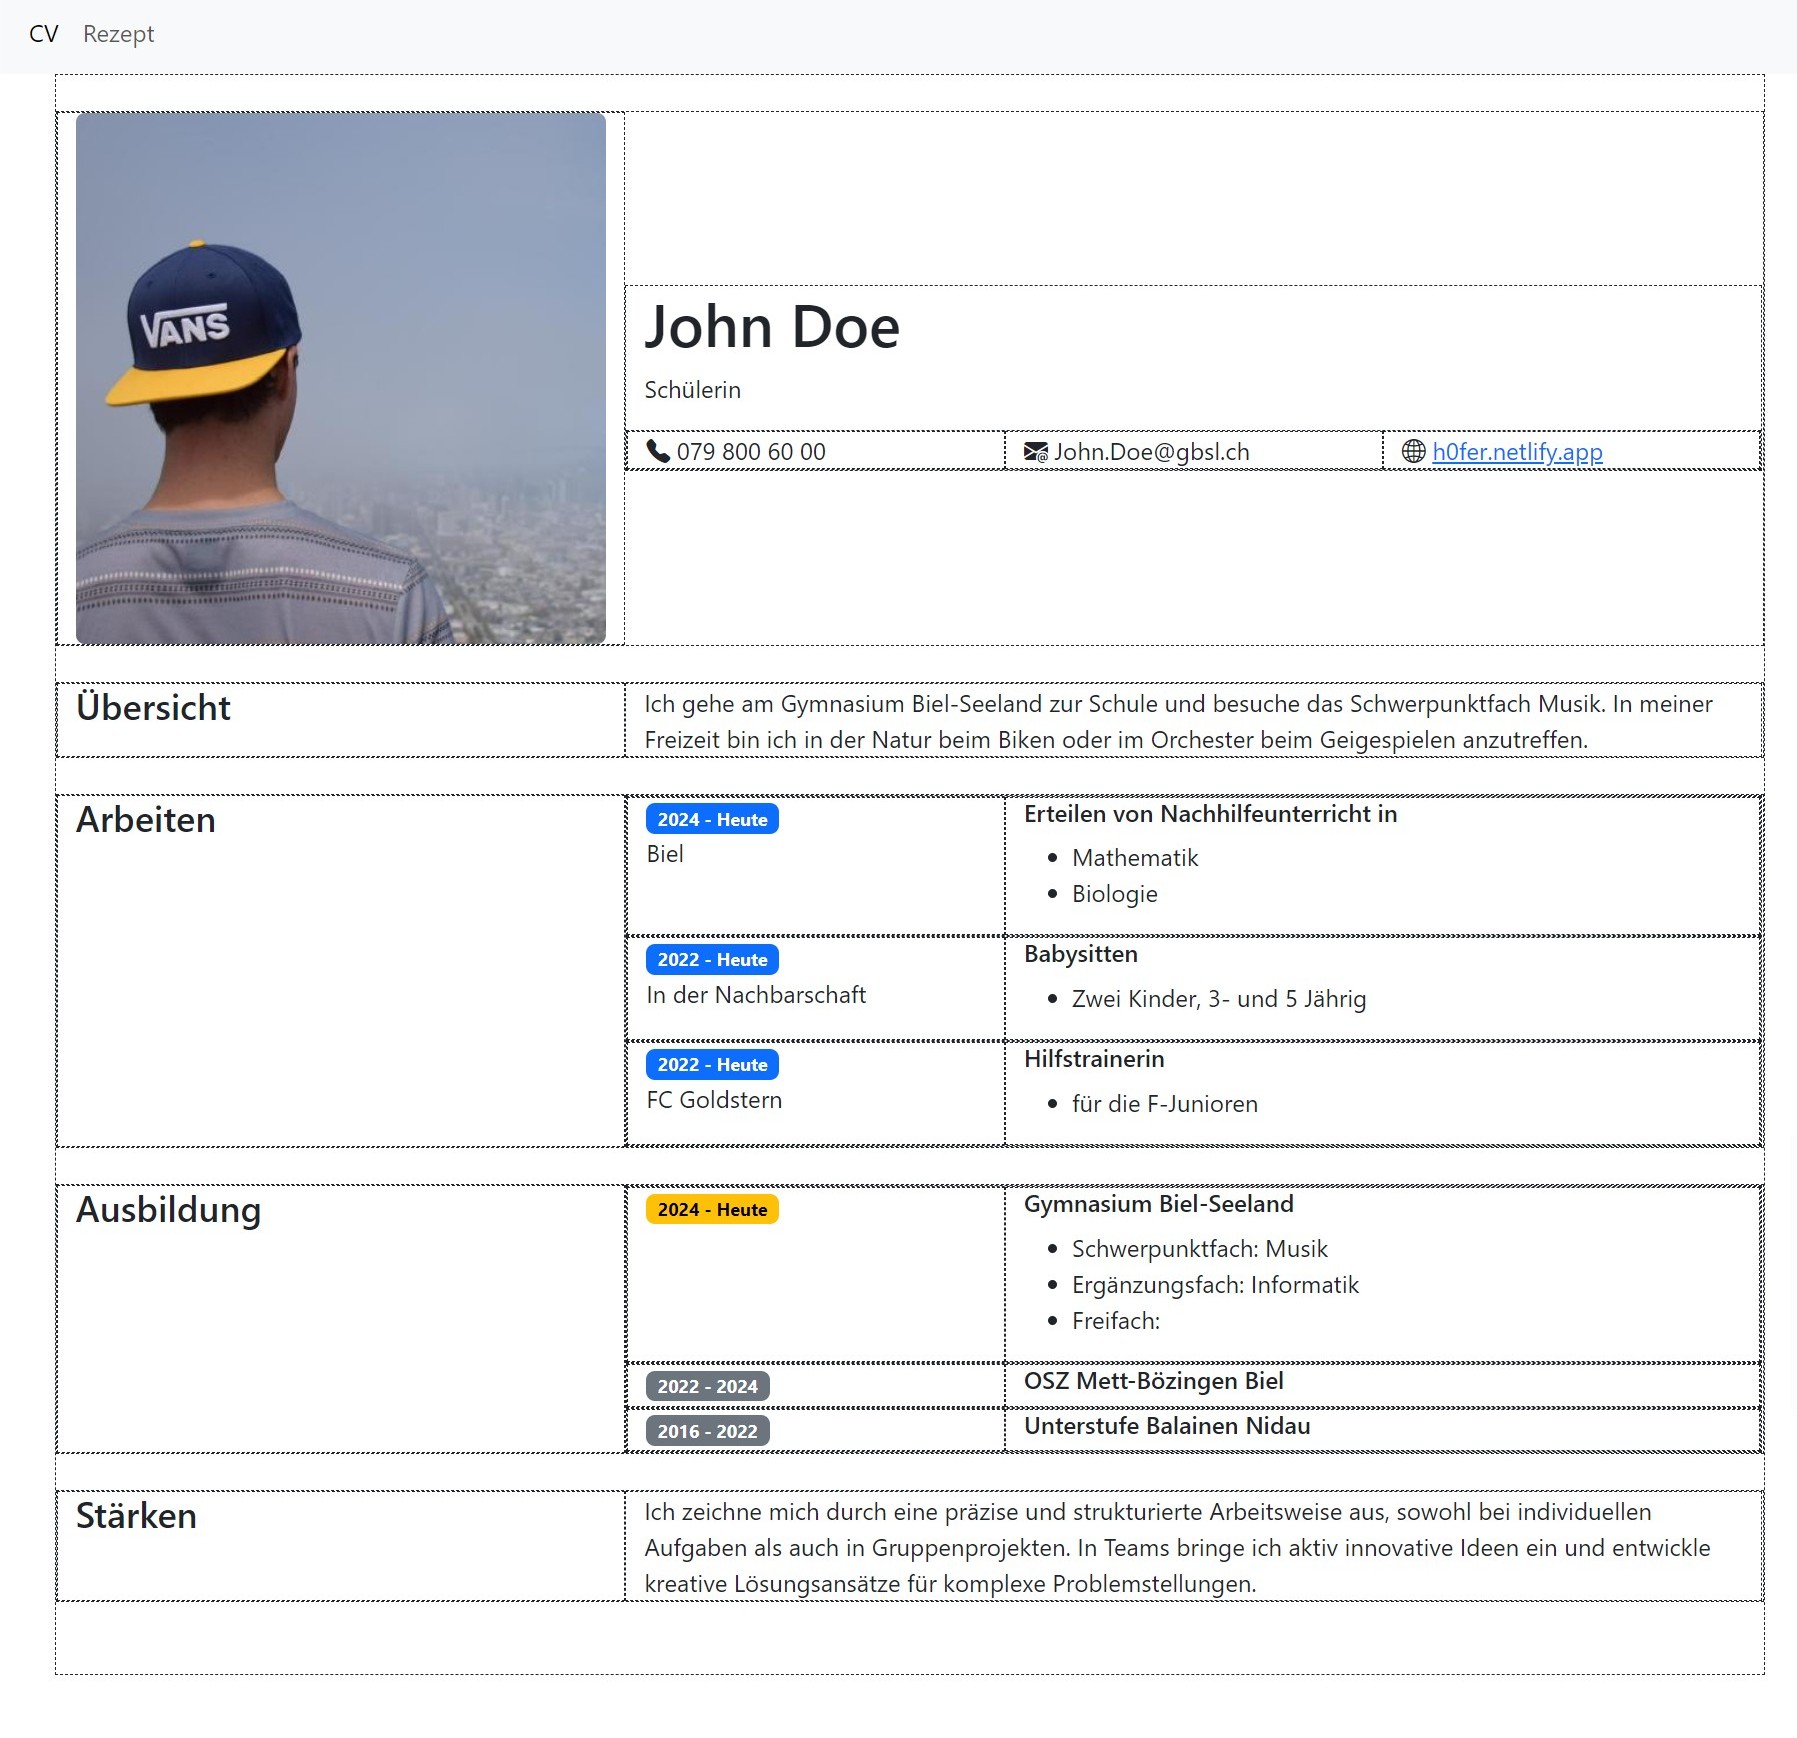 CV Rezept
VANS
John Doe
Schülerin
079 800 60 00 John.Doe@gbsl.ch h0fer.netlify.app
Übersicht
Ich gehe am Gymnasium Biel-Seeland zur Schule und besuche das Schwerpunktfach Musik. In meiner
Freizeit bin ich in der Natur beim Biken oder im Orchester beim Geigespielen anzutreffen.
Arbeiten
2024 - Heute
Biel
Erteilen von Nachhilfeunterricht in
Mathematik
Biologie
2022 - Heute
In der Nachbarschaft
Babysitten
Zwei Kinder, 3- und 5 Jährig
2022 - Heute
FC Goldstern
Hilfstrainerin
für die F-Junioren
Ausbildung
2024 - Heute
Gymnasium Biel-Seeland
Schwerpunktfach: Musik
Ergänzungsfach: Informatik
Freifach:
2022 - 2024
OSZ Mett-Bözingen Biel
2016 - 2022
Unterstufe Balainen Nidau
Stärken
Ich zeichne mich durch eine präzise und strukturierte Arbeitsweise aus, sowohl bei individuellen
Aufgaben als auch in Gruppenprojekten. In Teams bringe ich aktiv innovative Ideen ein und entwickle
kreative Lösungsansätze für komplexe Problemstellungen.